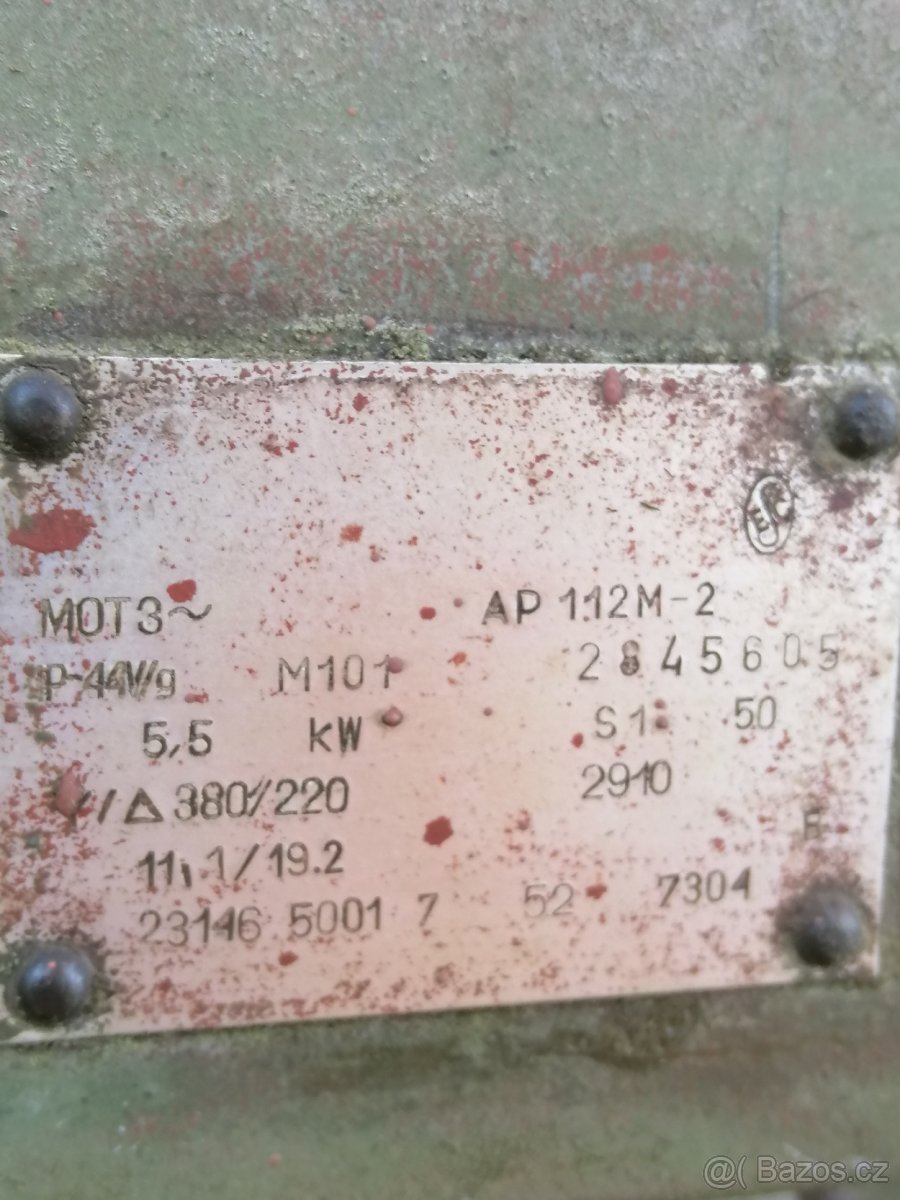 ESC
MOT3~ AP 112M-2
P-44V/g M101 2845605
5,5 kW S1 50
Y/△380/220 2910
11,1/19.2 F
23146 5001 7 52 7304
@( Bazos.cz